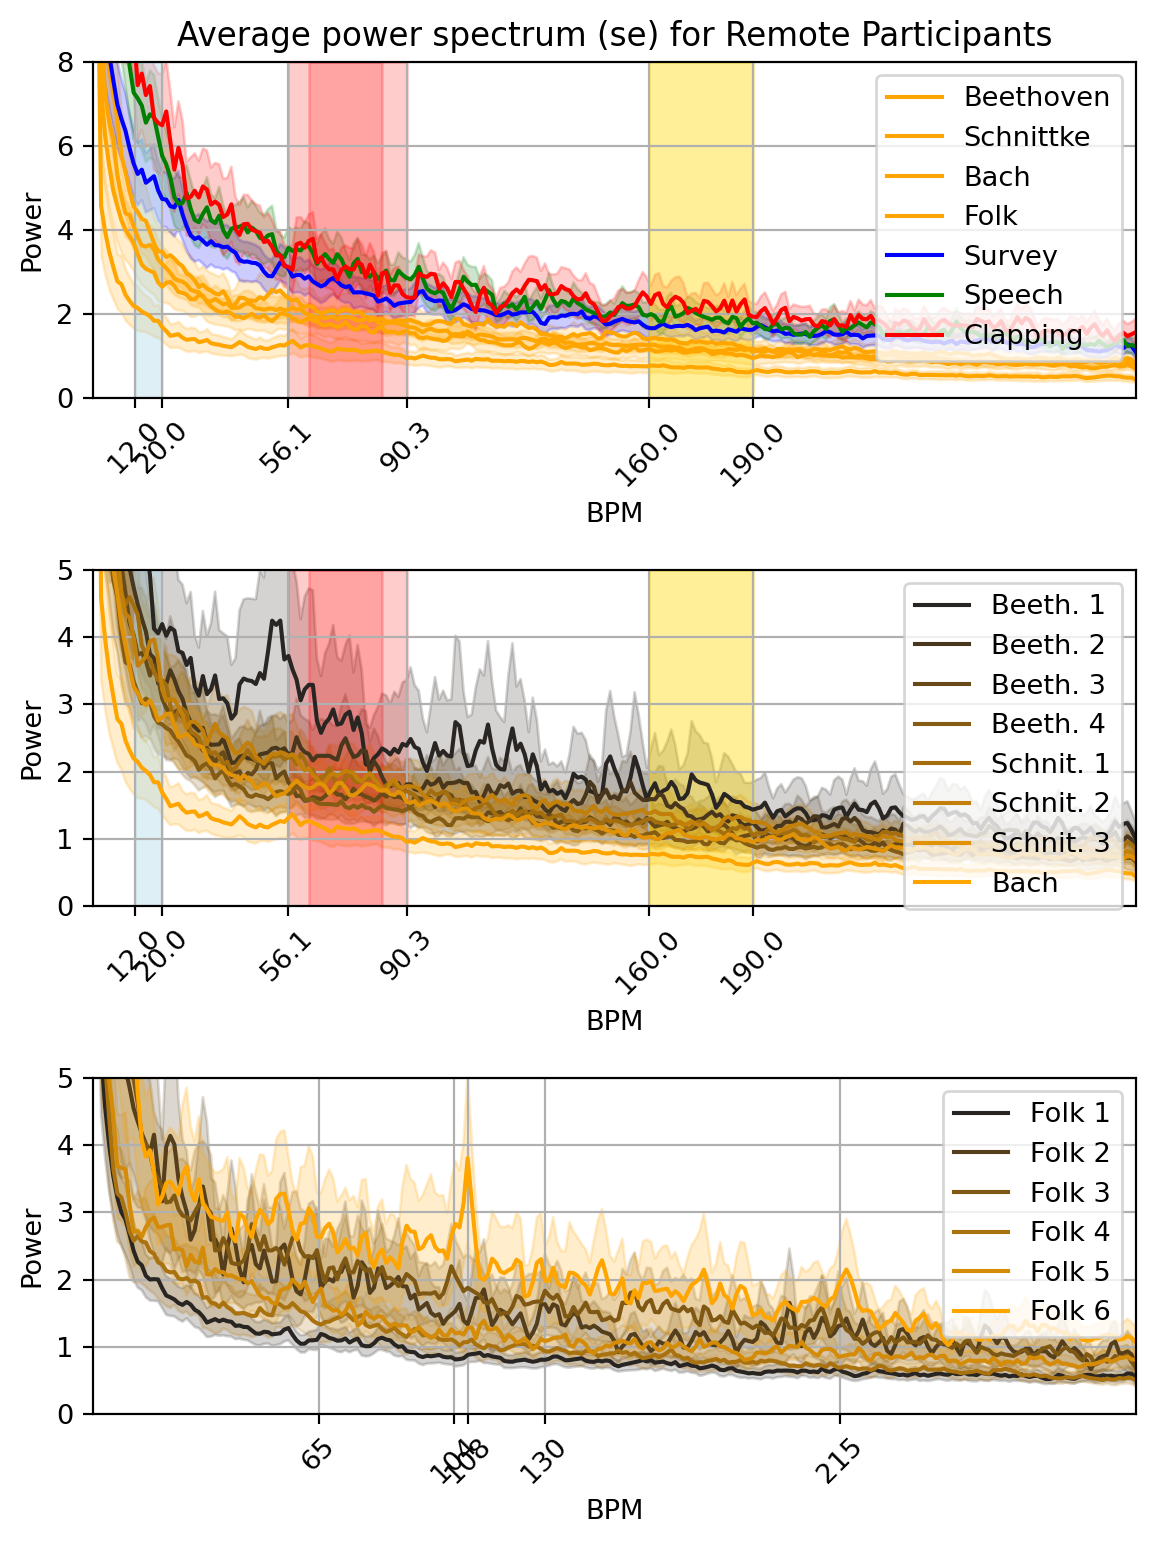 Average power spectrum (se) for Remote Participants
8
6
4
2
0
Power
Beethoven
Schnittke
Bach
Folk
Survey
Speech
Clapping
12.0
20.0
56.1
90.3
160.0
190.0
BPM
5
4
3
2
1
0
Power
Beeth. 1
Beeth. 2
Beeth. 3
Beeth. 4
Schnit. 1
Schnit. 2
Schnit. 3
Bach
12.0
20.0
56.1
90.3
160.0
190.0
BPM
5
4
3
2
1
0
Power
Folk 1
Folk 2
Folk 3
Folk 4
Folk 5
Folk 6
65
104
108
130
215
BPM